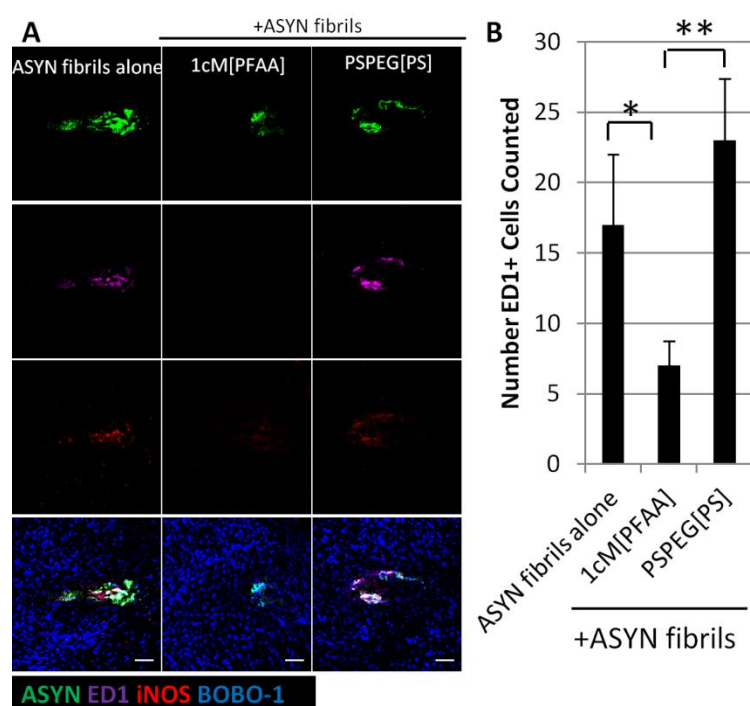 A
+ASYN fibrils
ASYN fibrils alone 1cM[PFAA] PSPEG[PS]
ASYN ED1 iNOS BOBO-1
B
Number ED1+ Cells Counted
30
25
20
15
10
5
0
*
**
ASYN fibrils alone
1cM[PFAA]
PSPEG[PS]
+ASYN fibrils